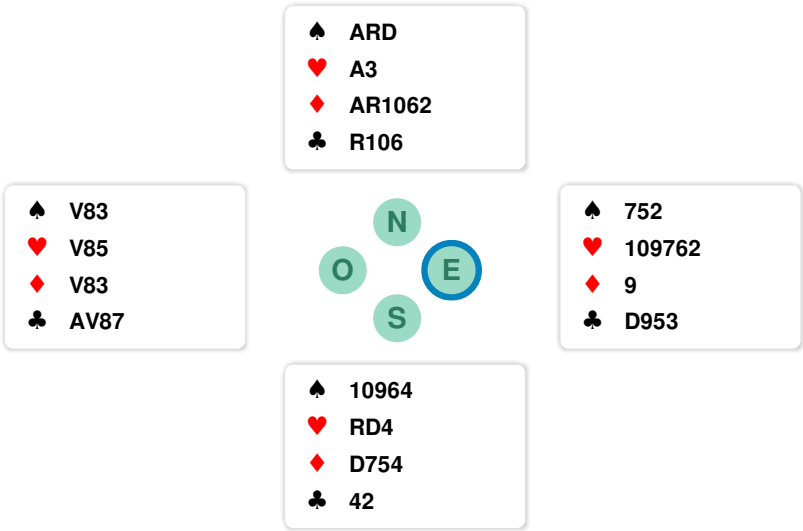 ♠ ARD
♥ A3
♦ AR1062
♣ R106
♠ V83
♥ V85
♦ V83
♣ AV87
N
O
E
S
♠ 752
♥ 109762
♦ 9
♣ D953
♠ 10964
♥ RD4
♦ D754
♣ 42